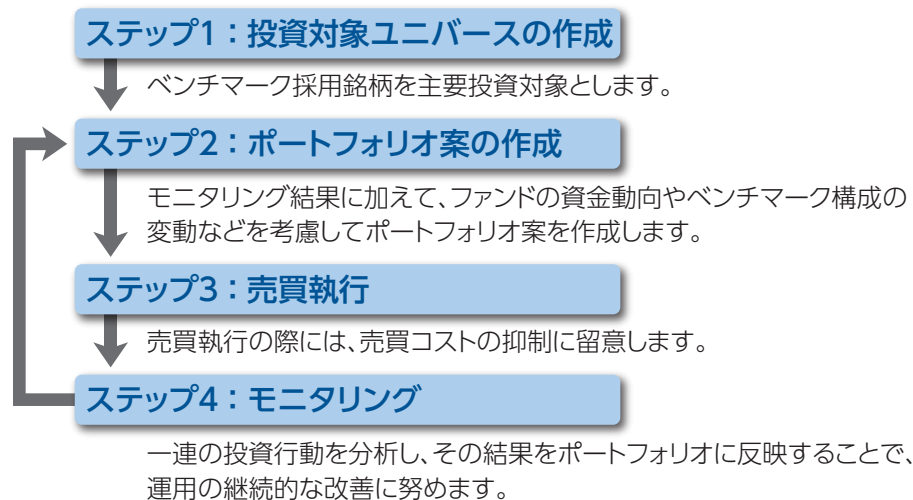 ステップ1：投資対象ユニバースの作成
ベンチマーク採用銘柄を主要投資対象とします。
ステップ2：ポートフォリオ案の作成
モニタリング結果に加えて、ファンドの資金動向やベンチマーク構成の
変動などを考慮してポートフォリオ案を作成します。
ステップ3：売買執行
売買執行の際には、売買コストの抑制に留意します。
ステップ4：モニタリング
一連の投資行動を分析し、その結果をポートフォリオに反映することで、
運用の継続的な改善に努めます。